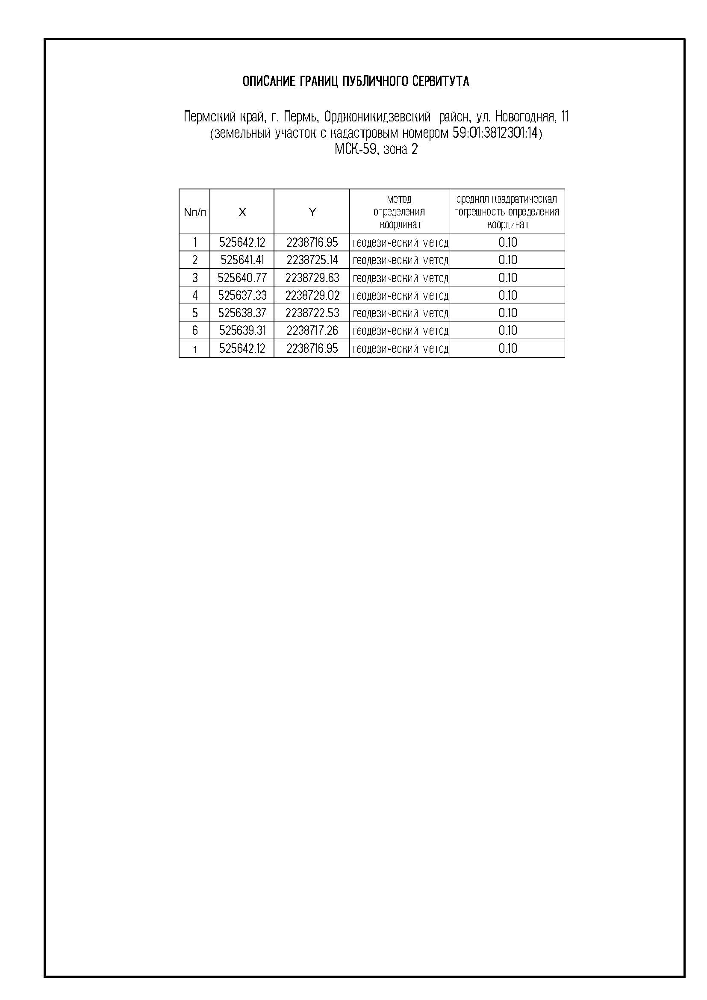 ОПИСАНИЕ ГРАНИЦ ПУБЛИЧНОГО СЕРВИТУТА
Пермский край, г. Пермь, Орджоникидзевский район, ул. Новогодняя, 11
(земельный участок с кадастровым номером 59:01:3812301:14)
МСК-59, зона 2
Nп/п X Y метод определения координат средняя квадратическая погрешность определения координат
1 525642.12 2238716.95 геодезический метод 0.10
2 525641.41 2238725.14 геодезический метод 0.10
3 525640.77 2238729.63 геодезический метод 0.10
4 525637.33 2238729.02 геодезический метод 0.10
5 525638.37 2238722.53 геодезический метод 0.10
6 525639.31 2238717.26 геодезический метод 0.10
1 525642.12 2238716.95 геодезический метод 0.10